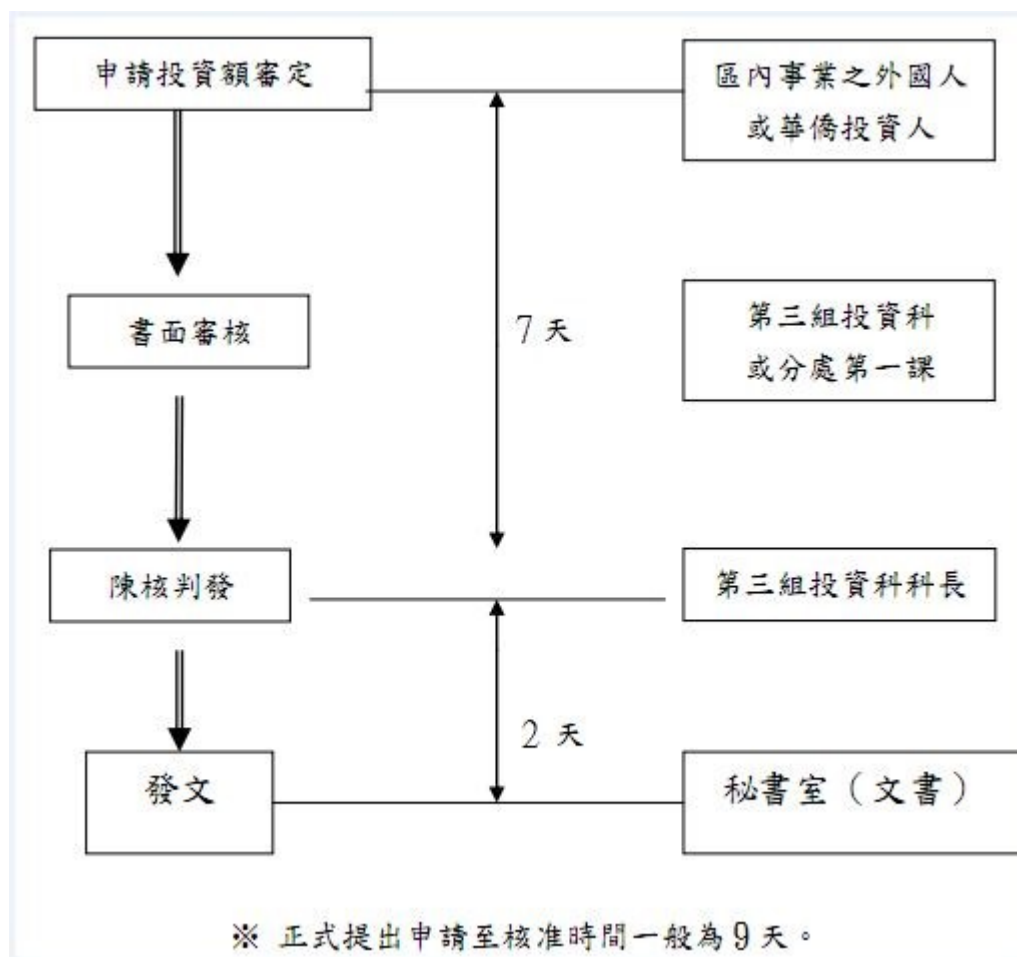 申請投資額審定
區內事業之外國人
或華僑投資人
書面審核
7天
第三組投資科
或分處第一課
陳核判發
第三組投資科科長
2天
發文
秘書室（文書）
※ 正式提出申請至核准時間一般為9天。